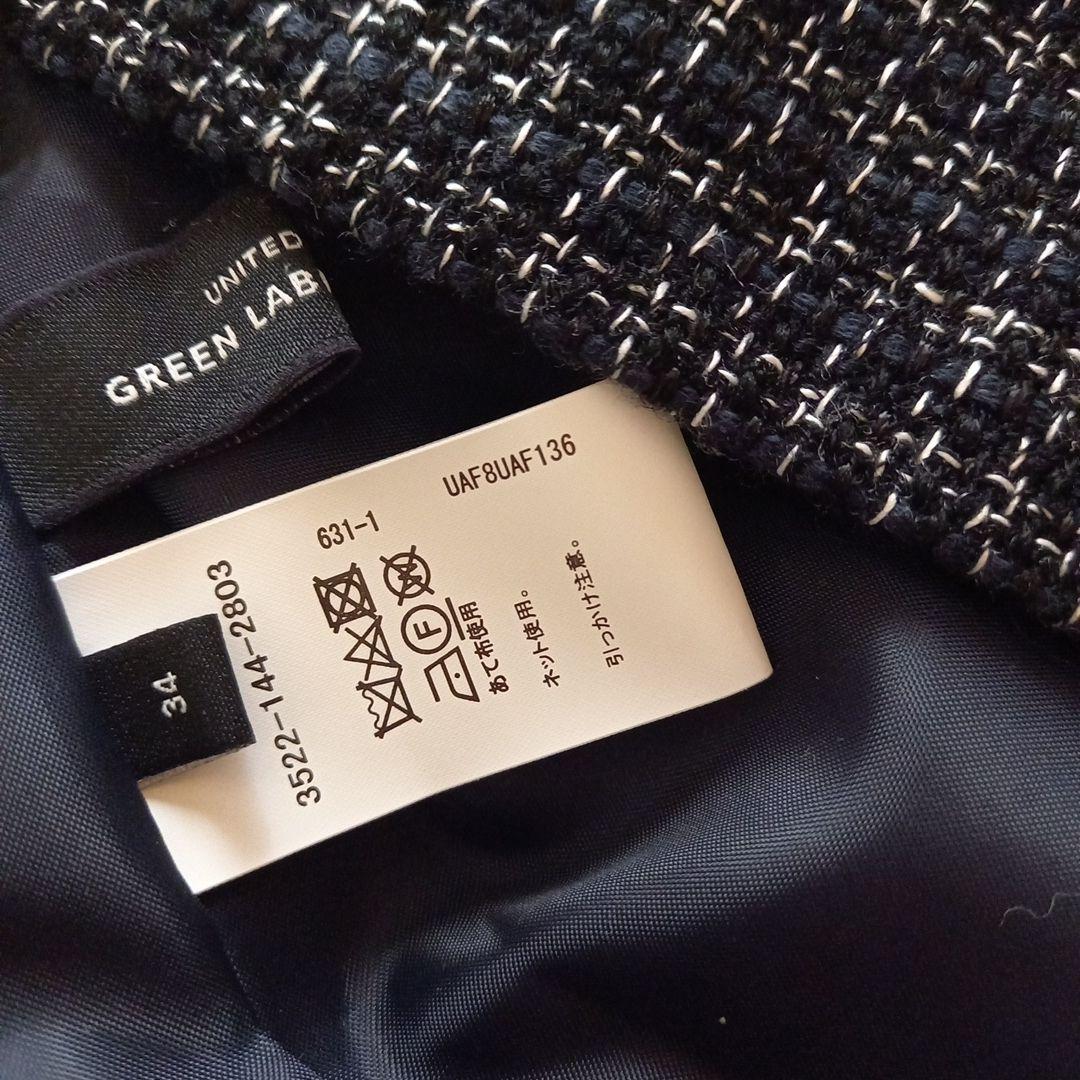 UNITED
GREEN LAB
34
3522-144-2803
631-1
UAF8UAF136
F
W
あて布使用
ネット使用。
引っかけ注意。